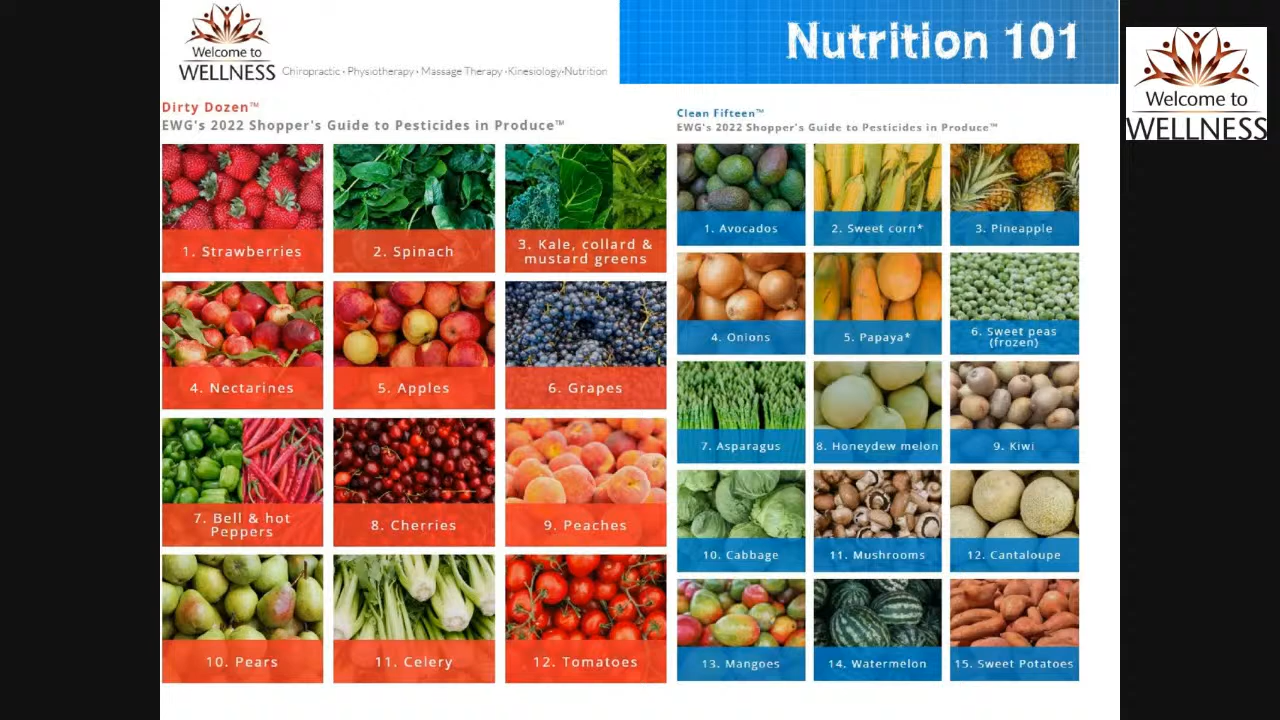 Welcome to
WELLNESS
Chiropractic • Physiotherapy • Massage Therapy •Kinesiology•Nutrition
Nutrition 101
Welcome to
WELLNESS
Dirty Dozen™
EWG's 2022 Shopper's Guide to Pesticides in Produce™
1. Strawberries
2. Spinach
3. Kale, collard &
mustard greens
4. Nectarines
5. Apples
6. Grapes
7. Bell & hot
Peppers
8. Cherries
9. Peaches
10. Pears
11. Celery
12. Tomatoes
Clean Fifteen™
EWG's 2022 Shopper's Guide to Pesticides in Produce™
1. Avocados
2. Sweet corn*
3. Pineapple
4. Onions
5. Papaya*
6. Sweet peas
(frozen)
7. Asparagus
8. Honeydew melon
9. Kiwi
10. Cabbage
11. Mushrooms
12. Cantaloupe
13. Mangoes
14. Watermelon
15. Sweet Potatoes